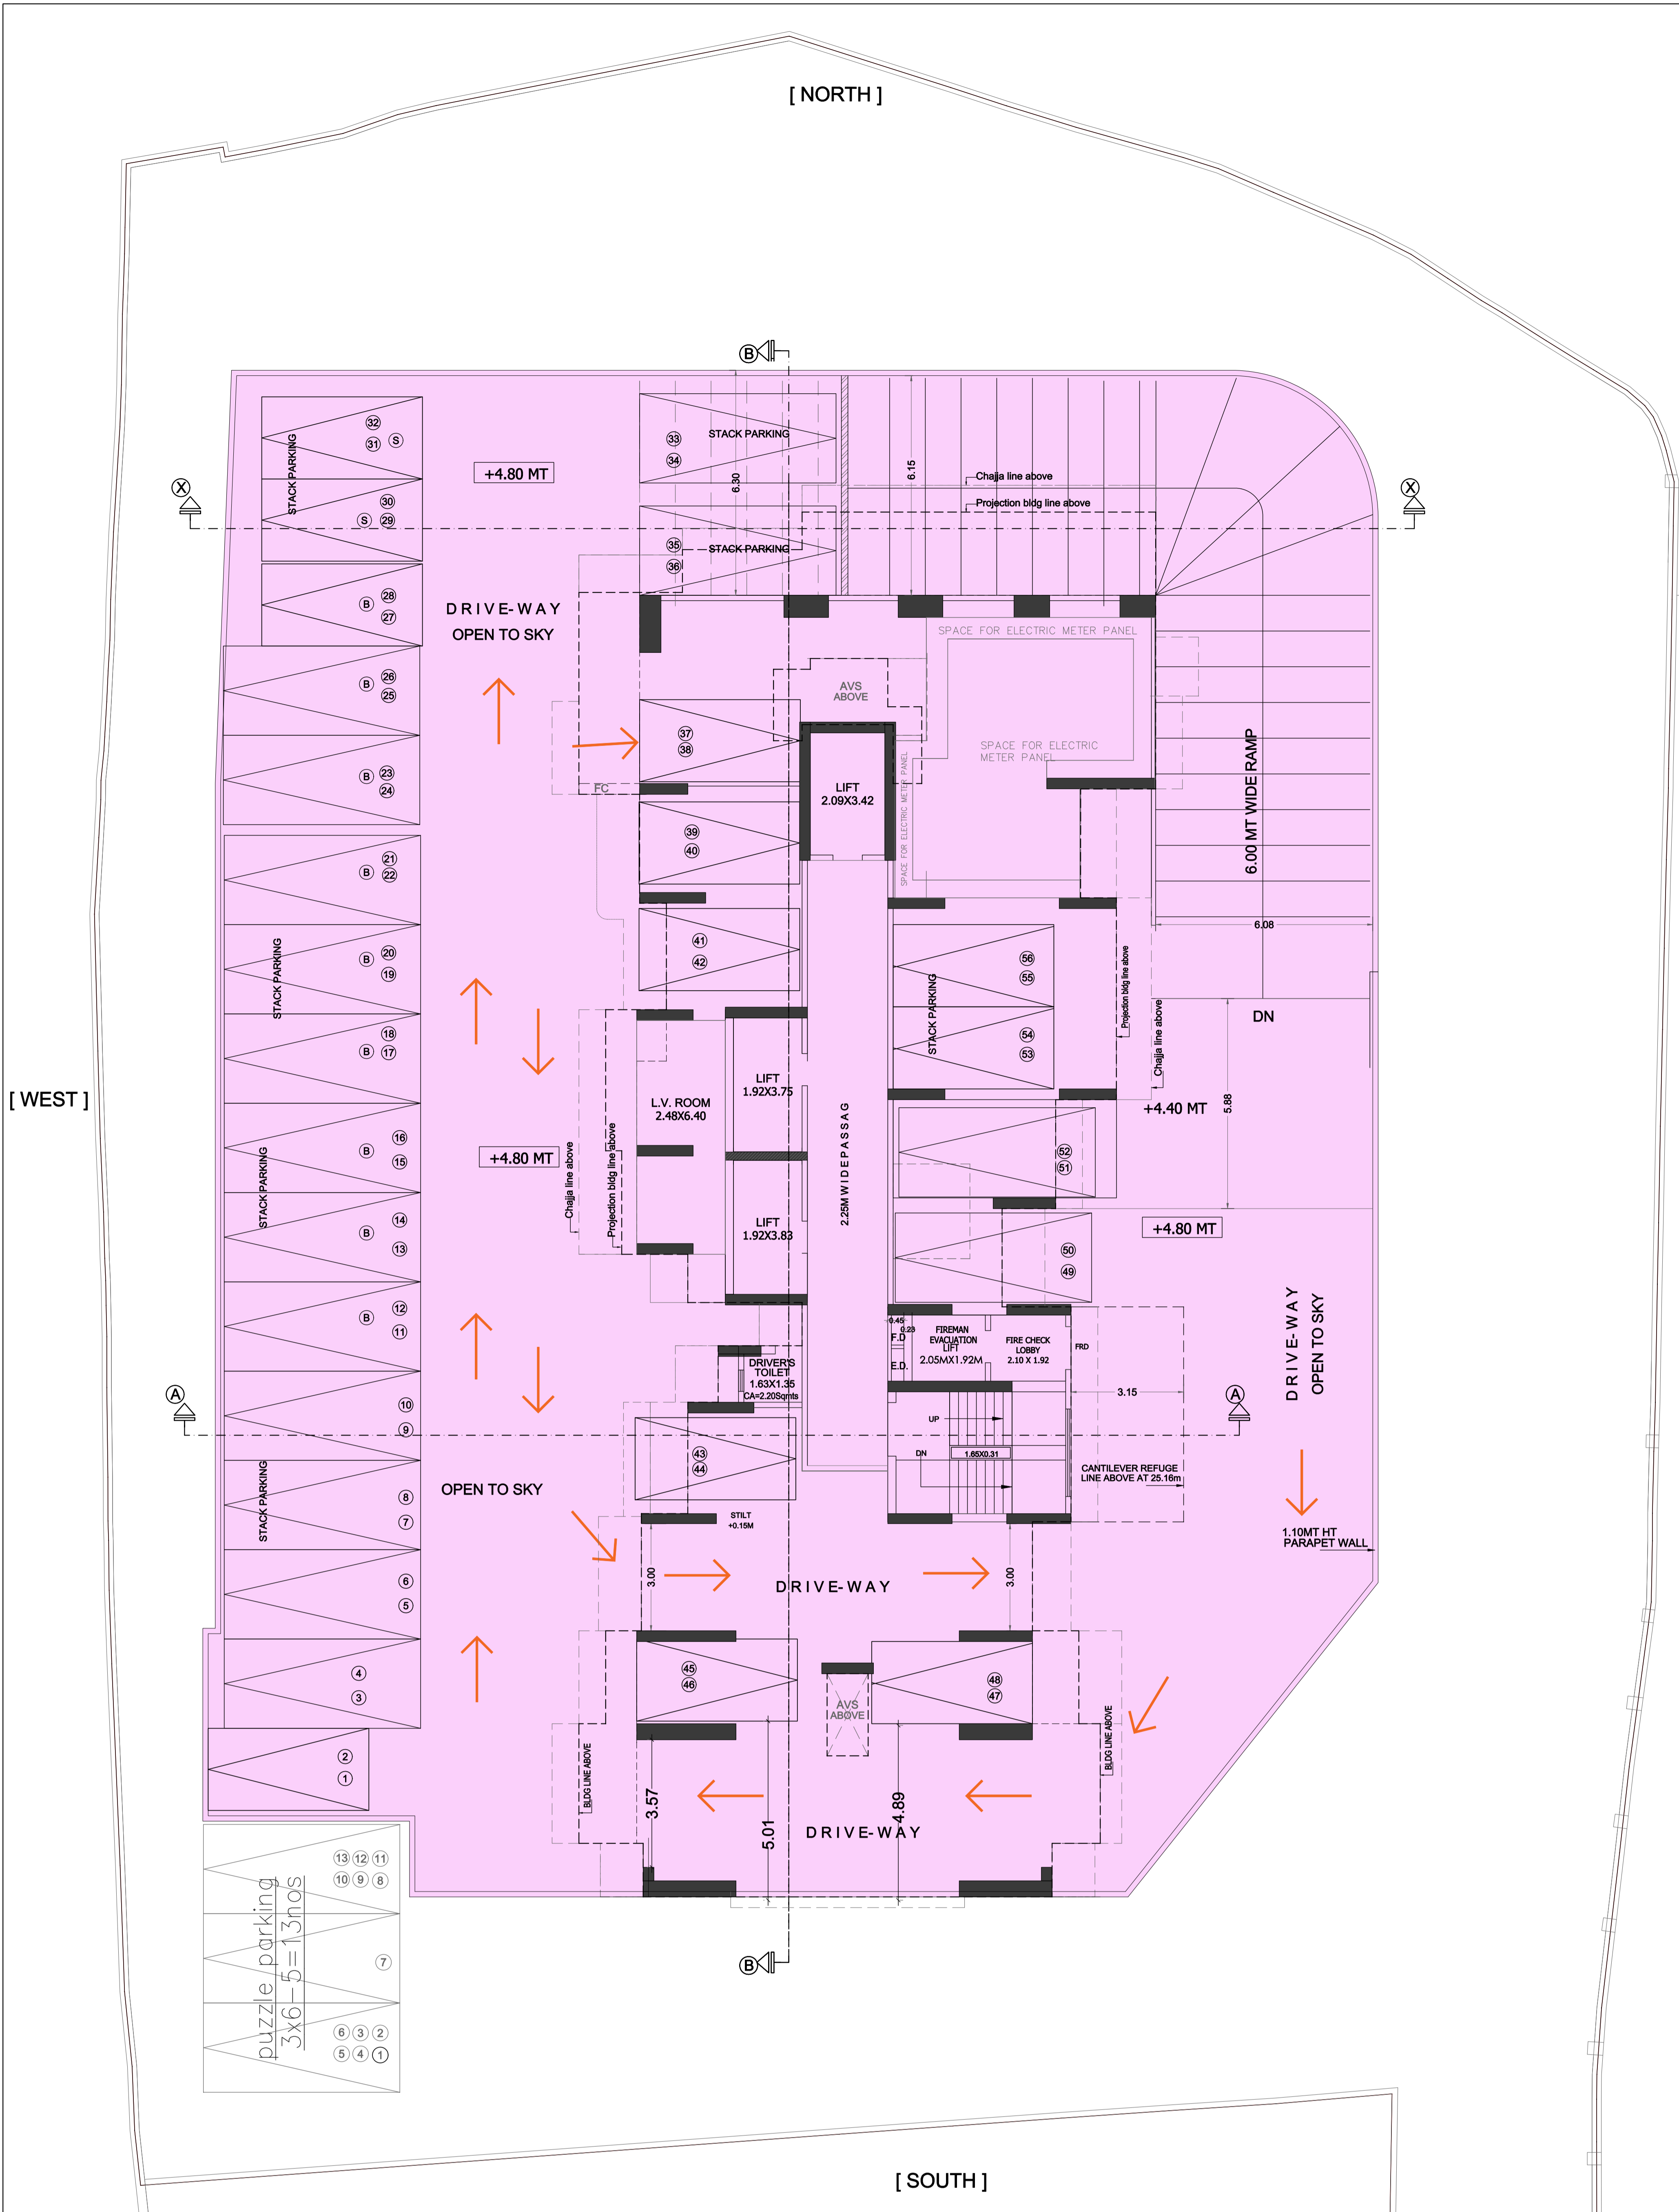 [ NORTH ]
B
32
31 S
STACK PARKING
30
S 29
B 28
27
B 26
25
B 23
24
+4.80 MT
33
34
STACK PARKING
6.30
6.15
35
36
STACK PARKING
Chajja line above
Projection bldg line above
X
X
DRIVE-WAY
OPEN TO SKY
SPACE FOR ELECTRIC METER PANEL
AVS
ABOVE
SPACE FOR ELECTRIC
METER PANEL
SPACE FOR ELECTRIC METER PANEL
37
38
FC
LIFT
2.09X3.42
39
40
41
42
6.00 MT WIDE RAMP
6.08
DN
B 21
22
STACK PARKING
B 20
19
B 18
17
[ WEST ]
STACK PARKING
B 16
15
B 14
13
B 12
11
+4.80 MT
Chajja line above
Projection bldg line above
L.V. ROOM
2.48X6.40
LIFT
1.92X3.75
LIFT
1.92X3.83
2.25M WIDE PASSAG
STACK PARKING
56
55
54
53
Projection bldg line above
Chajja line above
+4.40 MT
5.88
52
51
+4.80 MT
50
49
DRIVE-WAY
OPEN TO SKY
0.45
0.23
F.D
E.D.
FIREMAN
EVACUATION
LIFT
2.05MX1.92M
FIRE CHECK
LOBBY
2.10 X 1.92
FRD
DRIVER'S
TOILET
1.63X1.35
CA=2.20Sqmts
3.15
A
A
10
9
STACK PARKING
8
7
6
5
4
3
2
1
OPEN TO SKY
43
44
UP
DN
1.65X0.31
CANTILEVER REFUGE
LINE ABOVE AT 25.16m
STILT
+0.15M
1.10MT HT
PARAPET WALL
3.00
3.00
DRIVE-WAY
45
46
48
47
AVS
ABOVE
BLDG LINE ABOVE
BLDG LINE ABOVE
3.57
5.01
4.89
DRIVE-WAY
B
puzzle parking
3x6-5=13nos
13 12 11
10 9 8
7
6 3 2
5 4 1
[ SOUTH ]